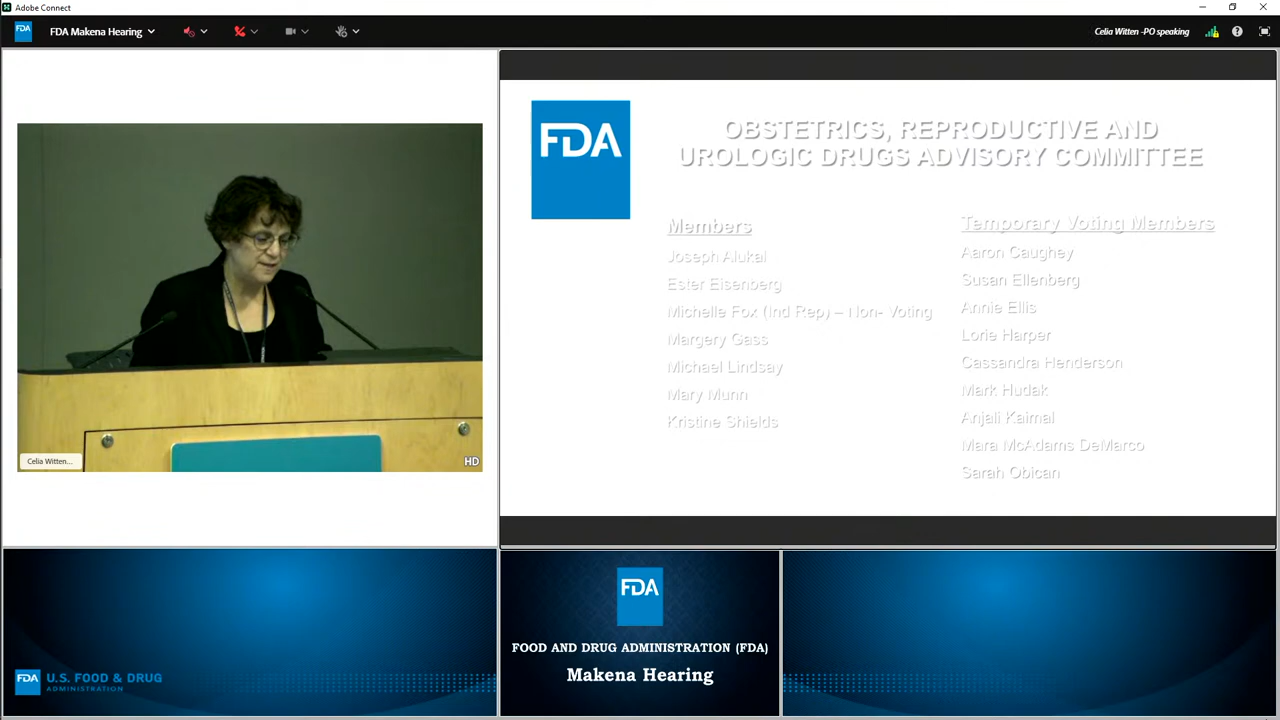 Adobe Connect
FDA
FDA Makena Hearing
Celia Witten -PO speaking
Celia Witten...
HD
FDA
OBSTETRICS, REPRODUCTIVE AND
UROLOGIC DRUGS ADVISORY COMMITTEE
Members
Joseph Alukal
Ester Eisenberg
Michelle Fox (Ind Rep) – Non- Voting
Margery Gass
Michael Lindsay
Mary Munn
Kristine Shields
Temporary Voting Members
Aaron Caughey
Susan Ellenberg
Annie Ellis
Lorie Harper
Cassandra Henderson
Mark Hudak
Anjali Kaimal
Mara McAdams DeMarco
Sarah Obican
FDA
U.S. FOOD & DRUG
ADMINISTRATION
FDA
FOOD AND DRUG ADMINISTRATION (FDA)
Makena Hearing